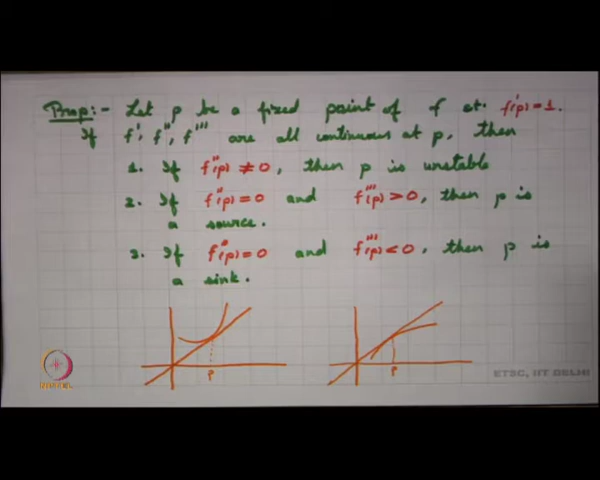 Prop:- Let p be a fixed point of f st. f'(p)=1.
If f', f'', f''' are all continuous at p, then
1. If f''(p) ≠ 0, then p is unstable
2. If f''(p) = 0 and f'''(p) > 0, then p is
a source.
3. If f''(p) = 0 and f'''(p) < 0, then p is
a sink.
P P
ETSC, IIT DELHI